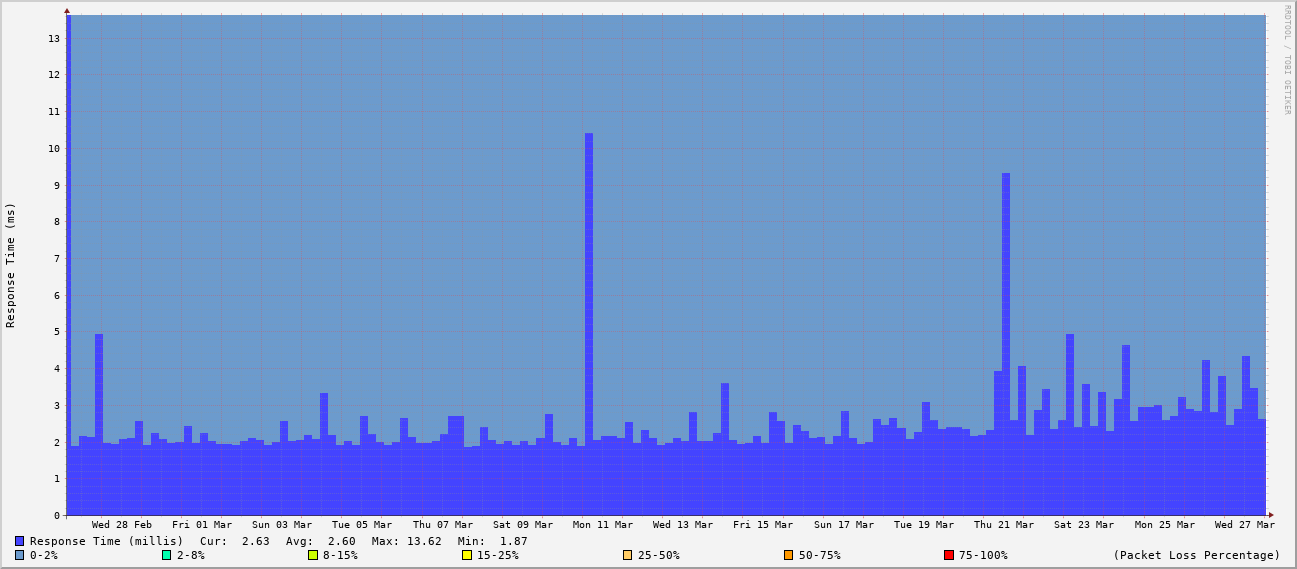 RRDTOOL / TOBI OETIKER
Response Time (ms)
13
12
11
10
9
8
7
6
5
4
3
2
1
0
Wed 28 Feb Fri 01 Mar Sun 03 Mar Tue 05 Mar Thu 07 Mar Sat 09 Mar Mon 11 Mar Wed 13 Mar Fri 15 Mar Sun 17 Mar Tue 19 Mar Thu 21 Mar Sat 23 Mar Mon 25 Mar Wed 27 Mar
Response Time (millis) Cur: 2.63 Avg: 2.60 Max: 13.62 Min: 1.87
0-2% 2-8% 8-15% 15-25% 25-50% 50-75% 75-100% (Packet Loss Percentage)